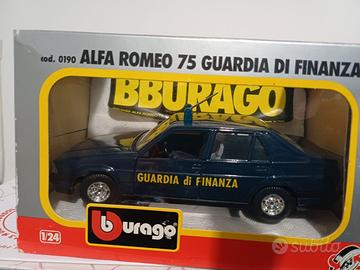 cod. 0190 ALFA ROMEO 75 GUARDIA DI FINANZA
BBURAGO
GUARDIA di FINANZA
burago
1/24
subito